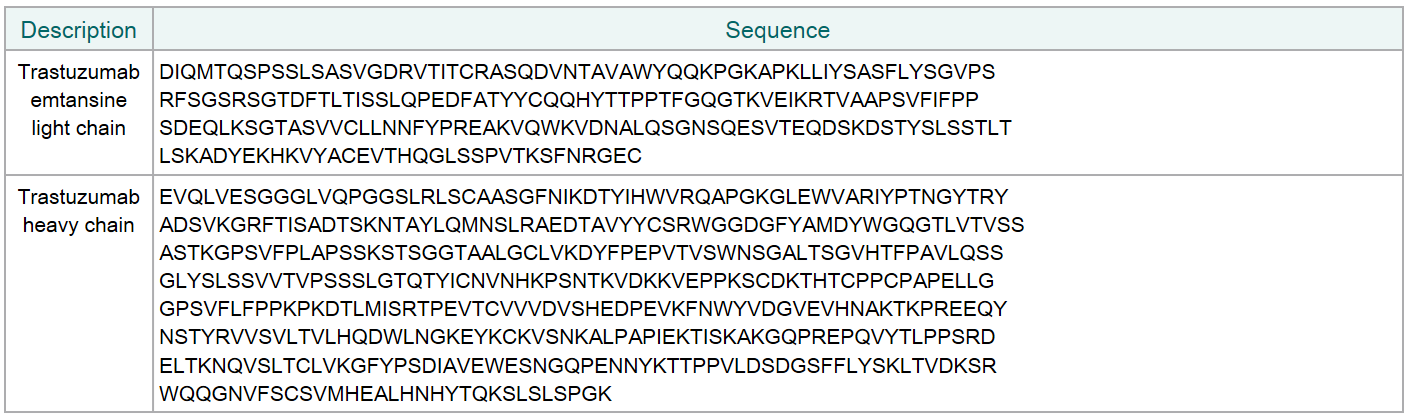 Description Sequence
Trastuzumab emtansine light chain
DIQMTQSPSSLSASVGDRVTITCRASQDVNTAVAWYQQKPGKAPKLLIYSASFLYSGVPS
RFSGSRSGTDFTLTISSLQPEDFATYYCQQHYTTPPTFGQGTKVEIKRTVAAPSVFIFPP
SDEQLKSGTASVVCLLNNFYPREAKVQWKVDNALQSGNSQESVTEQDSKDSTYSLSSTLT
LSKADYEKHKVYACEVTHQGLSSPVTKSFNRGEC
Trastuzumab heavy chain
EVQLVESGGGLVQPGGSLRLSCAASGFNIKDTYIHWVRQAPGKGLEWVARIYPTNGYTRY
ADSVKGRFTISADTSKNTAYLQMNSLRAEDTAVYYCSRWGGDGFYAMDYWGQGTLVTVSS
ASTKGPSVFPLAPSSKSTSGGTAALGCLVKDYFPEPVTVSWNSGALTSGVHTFPAVLQSS
GLYSLSSVVTVPSSSLGTQTYICNVNHKPSNTKVDKKVEPPKSCDKTHTCPPCPAPELLG
GPSVFLFPPKPKDTLMISRTPEVTCVVVDVSHEDPEVKFNWYVDGVEVHNAKTKPREEQY
NSTYRVVSVLTVLHQDWLNGKEYKCKVSNKALPAPIEKTISKAKGQPREPQVYTLPPSRD
ELTKNQVSLTCLVKGFYPSDIAVEWESNGQPENNYKTTPPVLDSDGSFFLYSKLTVDKSR
WQQGNVFSCSVMHEALHNHYTQKSLSLSPGK